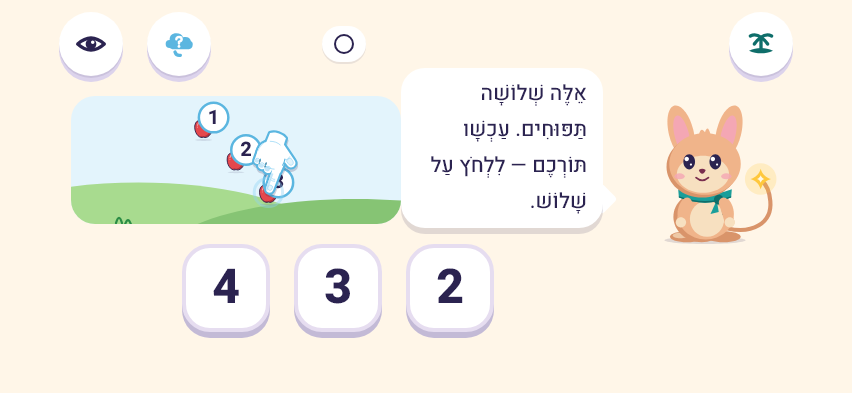 ?
אֵלֶּה שְׁלוֹשָׁה
תַּפּוּחִים. עַכְשָׁו
תּוֹרְכֶם – לִלְחֹץ עַל
שָׁלוֹשׁ.
1
2
3
4 3 2